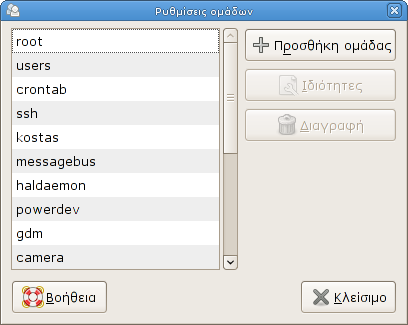 Ρυθμίσεις ομάδων
root
users
crontab
ssh
kostas
messagebus
haldaemon
powerdev
gdm
camera
Προσθήκη ομάδας
Ιδιότητες
Διαγραφή
Βοήθεια
Κλείσιμο